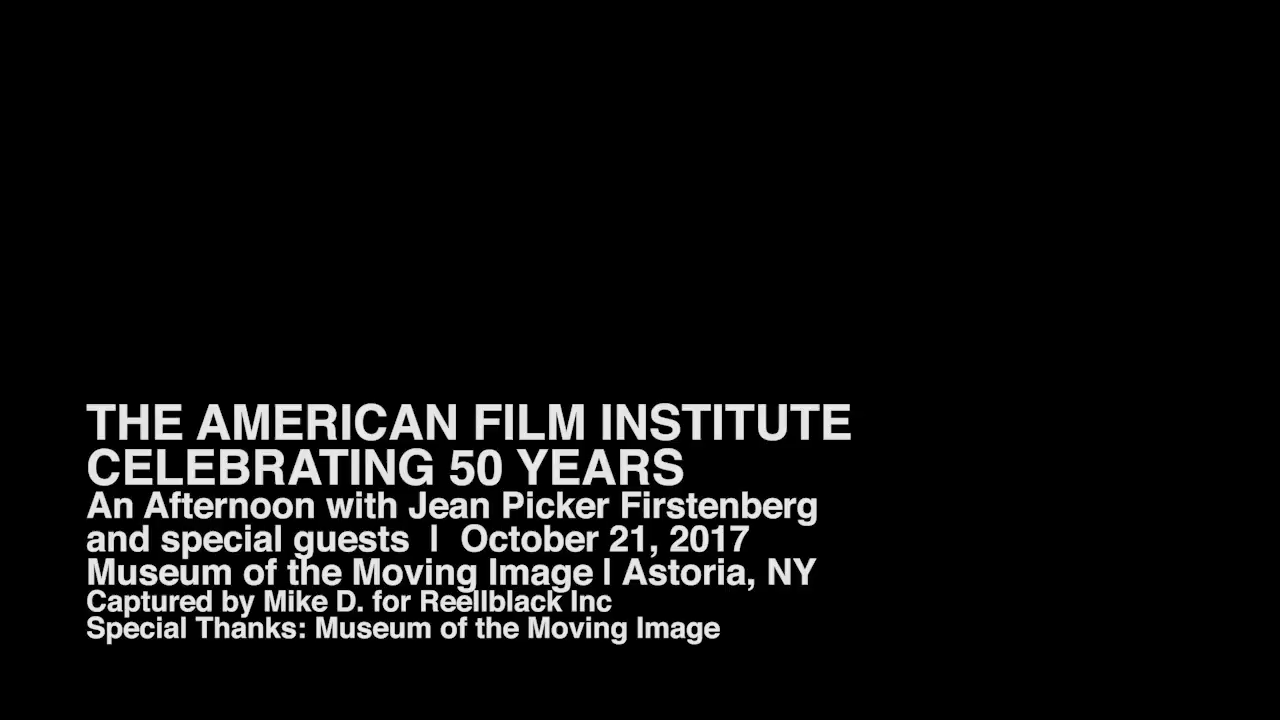 THE AMERICAN FILM INSTITUTE
CELEBRATING 50 YEARS
An Afternoon with Jean Picker Firstenberg
and special guests | October 21, 2017
Museum of the Moving Image | Astoria, NY
Captured by Mike D. for Reellblack Inc
Special Thanks: Museum of the Moving Image